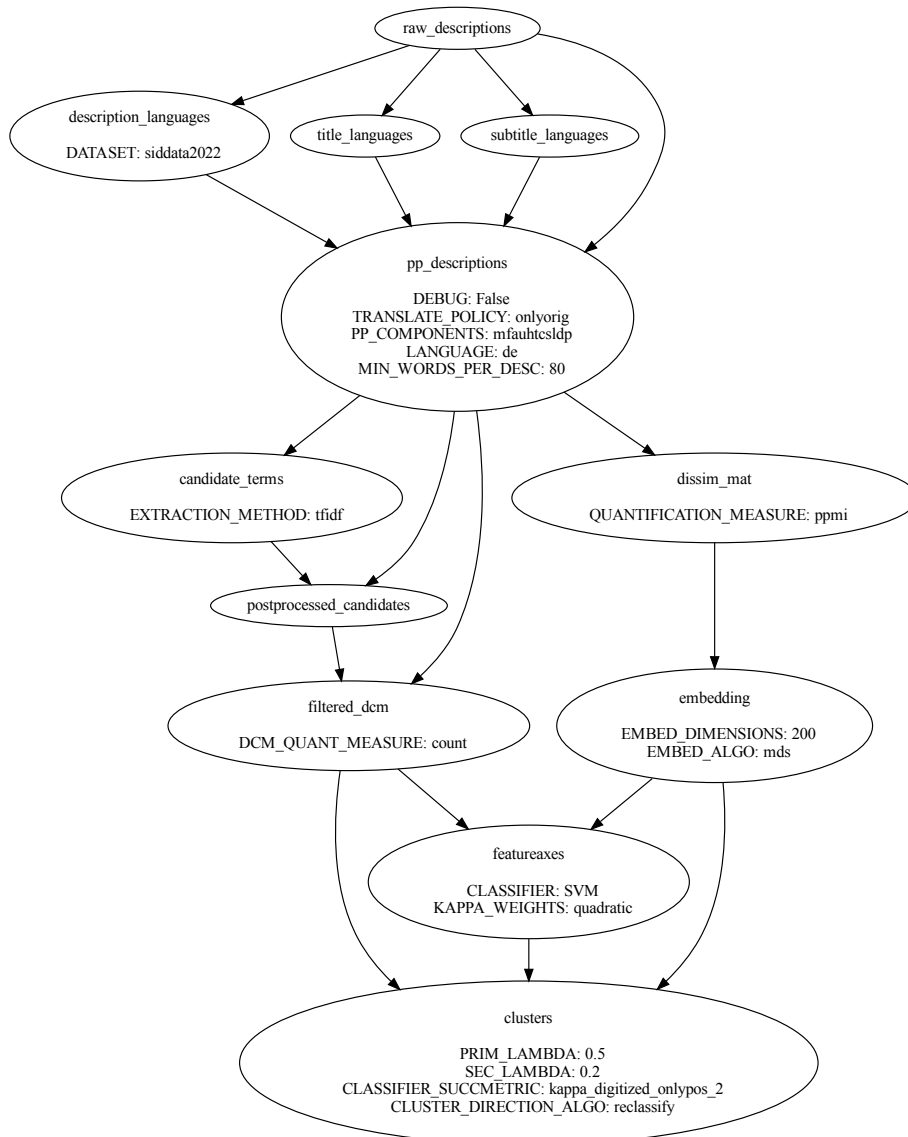 raw_descriptions
description_languages
DATASET: siddata2022
title_languages
subtitle_languages
pp_descriptions
DEBUG: False
TRANSLATE_POLICY: onlyorig
PP_COMPONENTS: mfauhtcsldp
LANGUAGE: de
MIN_WORDS_PER_DESC: 80
candidate_terms
EXTRACTION_METHOD: tfidf
dissim_mat
QUANTIFICATION_MEASURE: ppmi
postprocessed_candidates
filtered_dcm
DCM_QUANT_MEASURE: count
embedding
EMBED_DIMENSIONS: 200
EMBED_ALGO: mds
featureaxes
CLASSIFIER: SVM
KAPPA_WEIGHTS: quadratic
clusters
PRIM_LAMBDA: 0.5
SEC_LAMBDA: 0.2
CLASSIFIER_SUCCMETRIC: kappa_digitized_onlypos_2
CLUSTER_DIRECTION_ALGO: reclassify